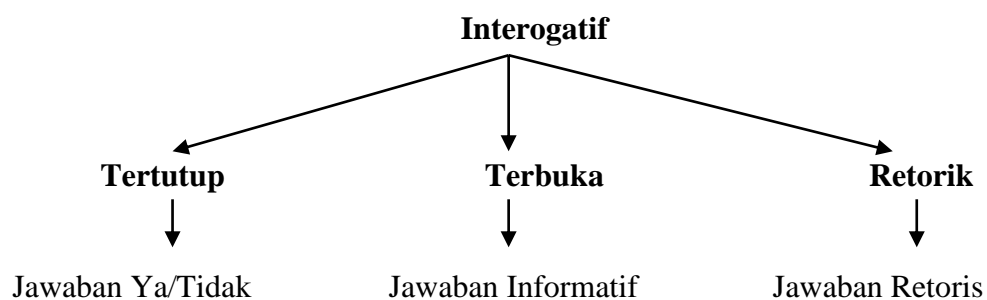 Interogatif
Tertutup Terbuka Retorik
Jawaban Ya/Tidak Jawaban Informatif Jawaban Retoris